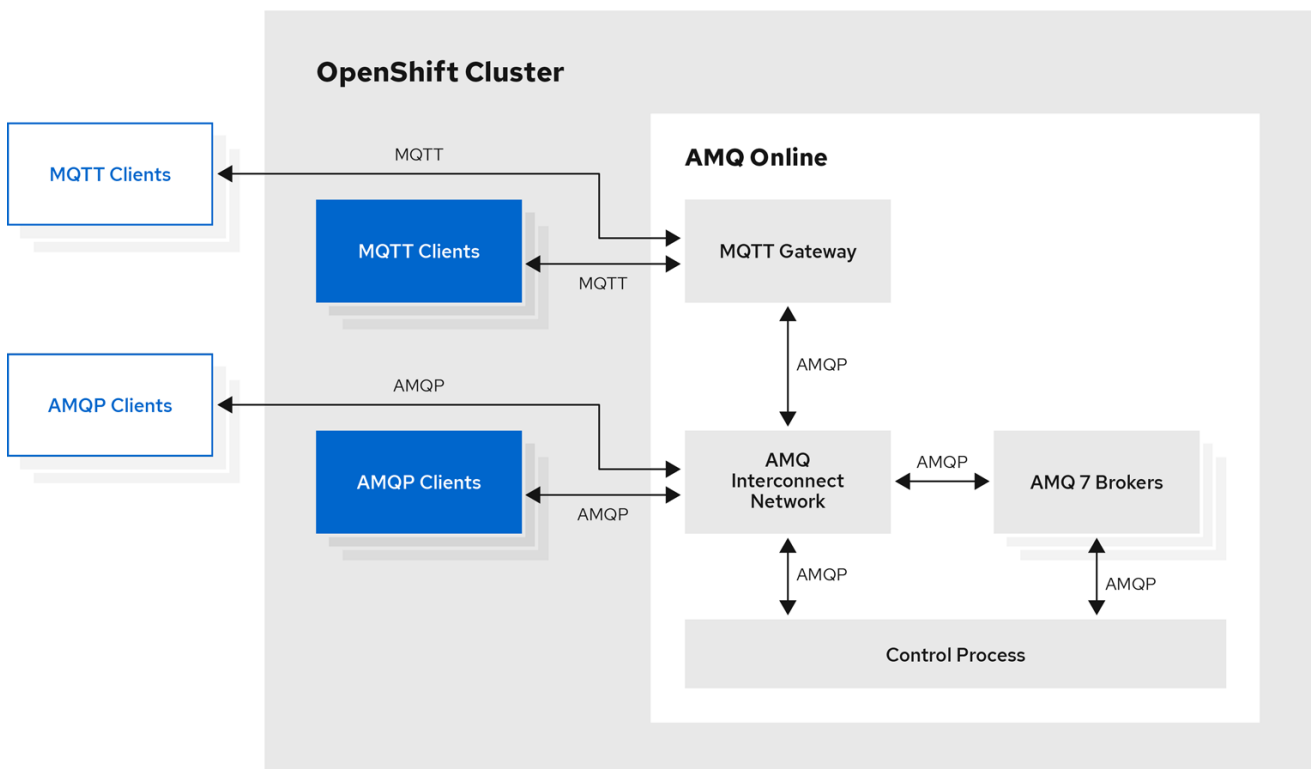 OpenShift Cluster
MQTT Clients
MQTT
AMQ Online
MQTT Clients
MQTT
MQTT Gateway
AMQP
AMQP Clients
AMQP
AMQP Clients
AMQP
AMQ
Interconnect
Network
AMQP
AMQ 7 Brokers
AMQP
AMQP
Control Process